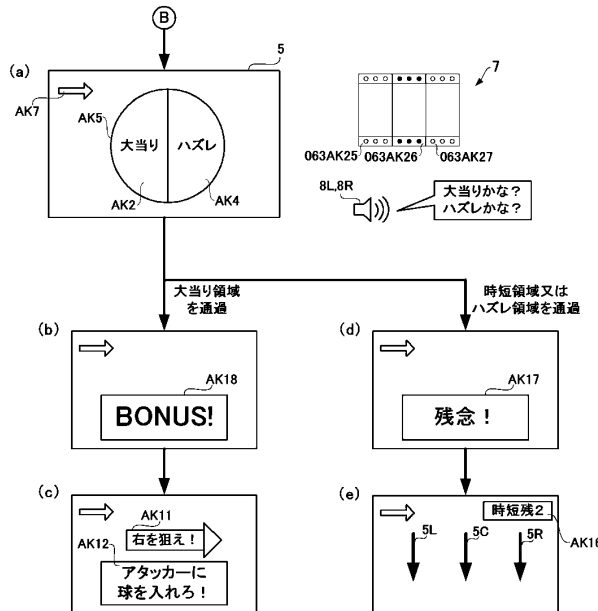 B
(a)
5
AK7
AK5
大当り
ハズレ
AK2
AK4
7
063AK25
063AK26
063AK27
8L,8R
大当りかな？
ハズレかな？
大当り領域
を通過
時短領域又は
ハズレ領域を通過
(b)
AK18
BONUS!
(d)
AK17
残念！
(c)
AK11
右を狙え！
AK12
アタッカーに
球を入れろ！
(e)
時短残２
AK16
5L
5C
5R